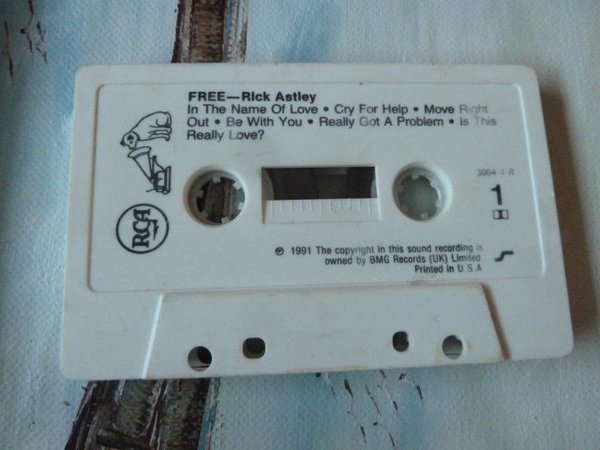 FREE—Rick Astley
In The Name Of Love • Cry For Help • Move Right
Out • Be With You • Really Got A Problem • Is This
Really Love?
3004-4-R
1
RCA
℗ 1991 The copyright in this sound recording is
owned by BMG Records (UK) Limited.
Printed in U.S.A